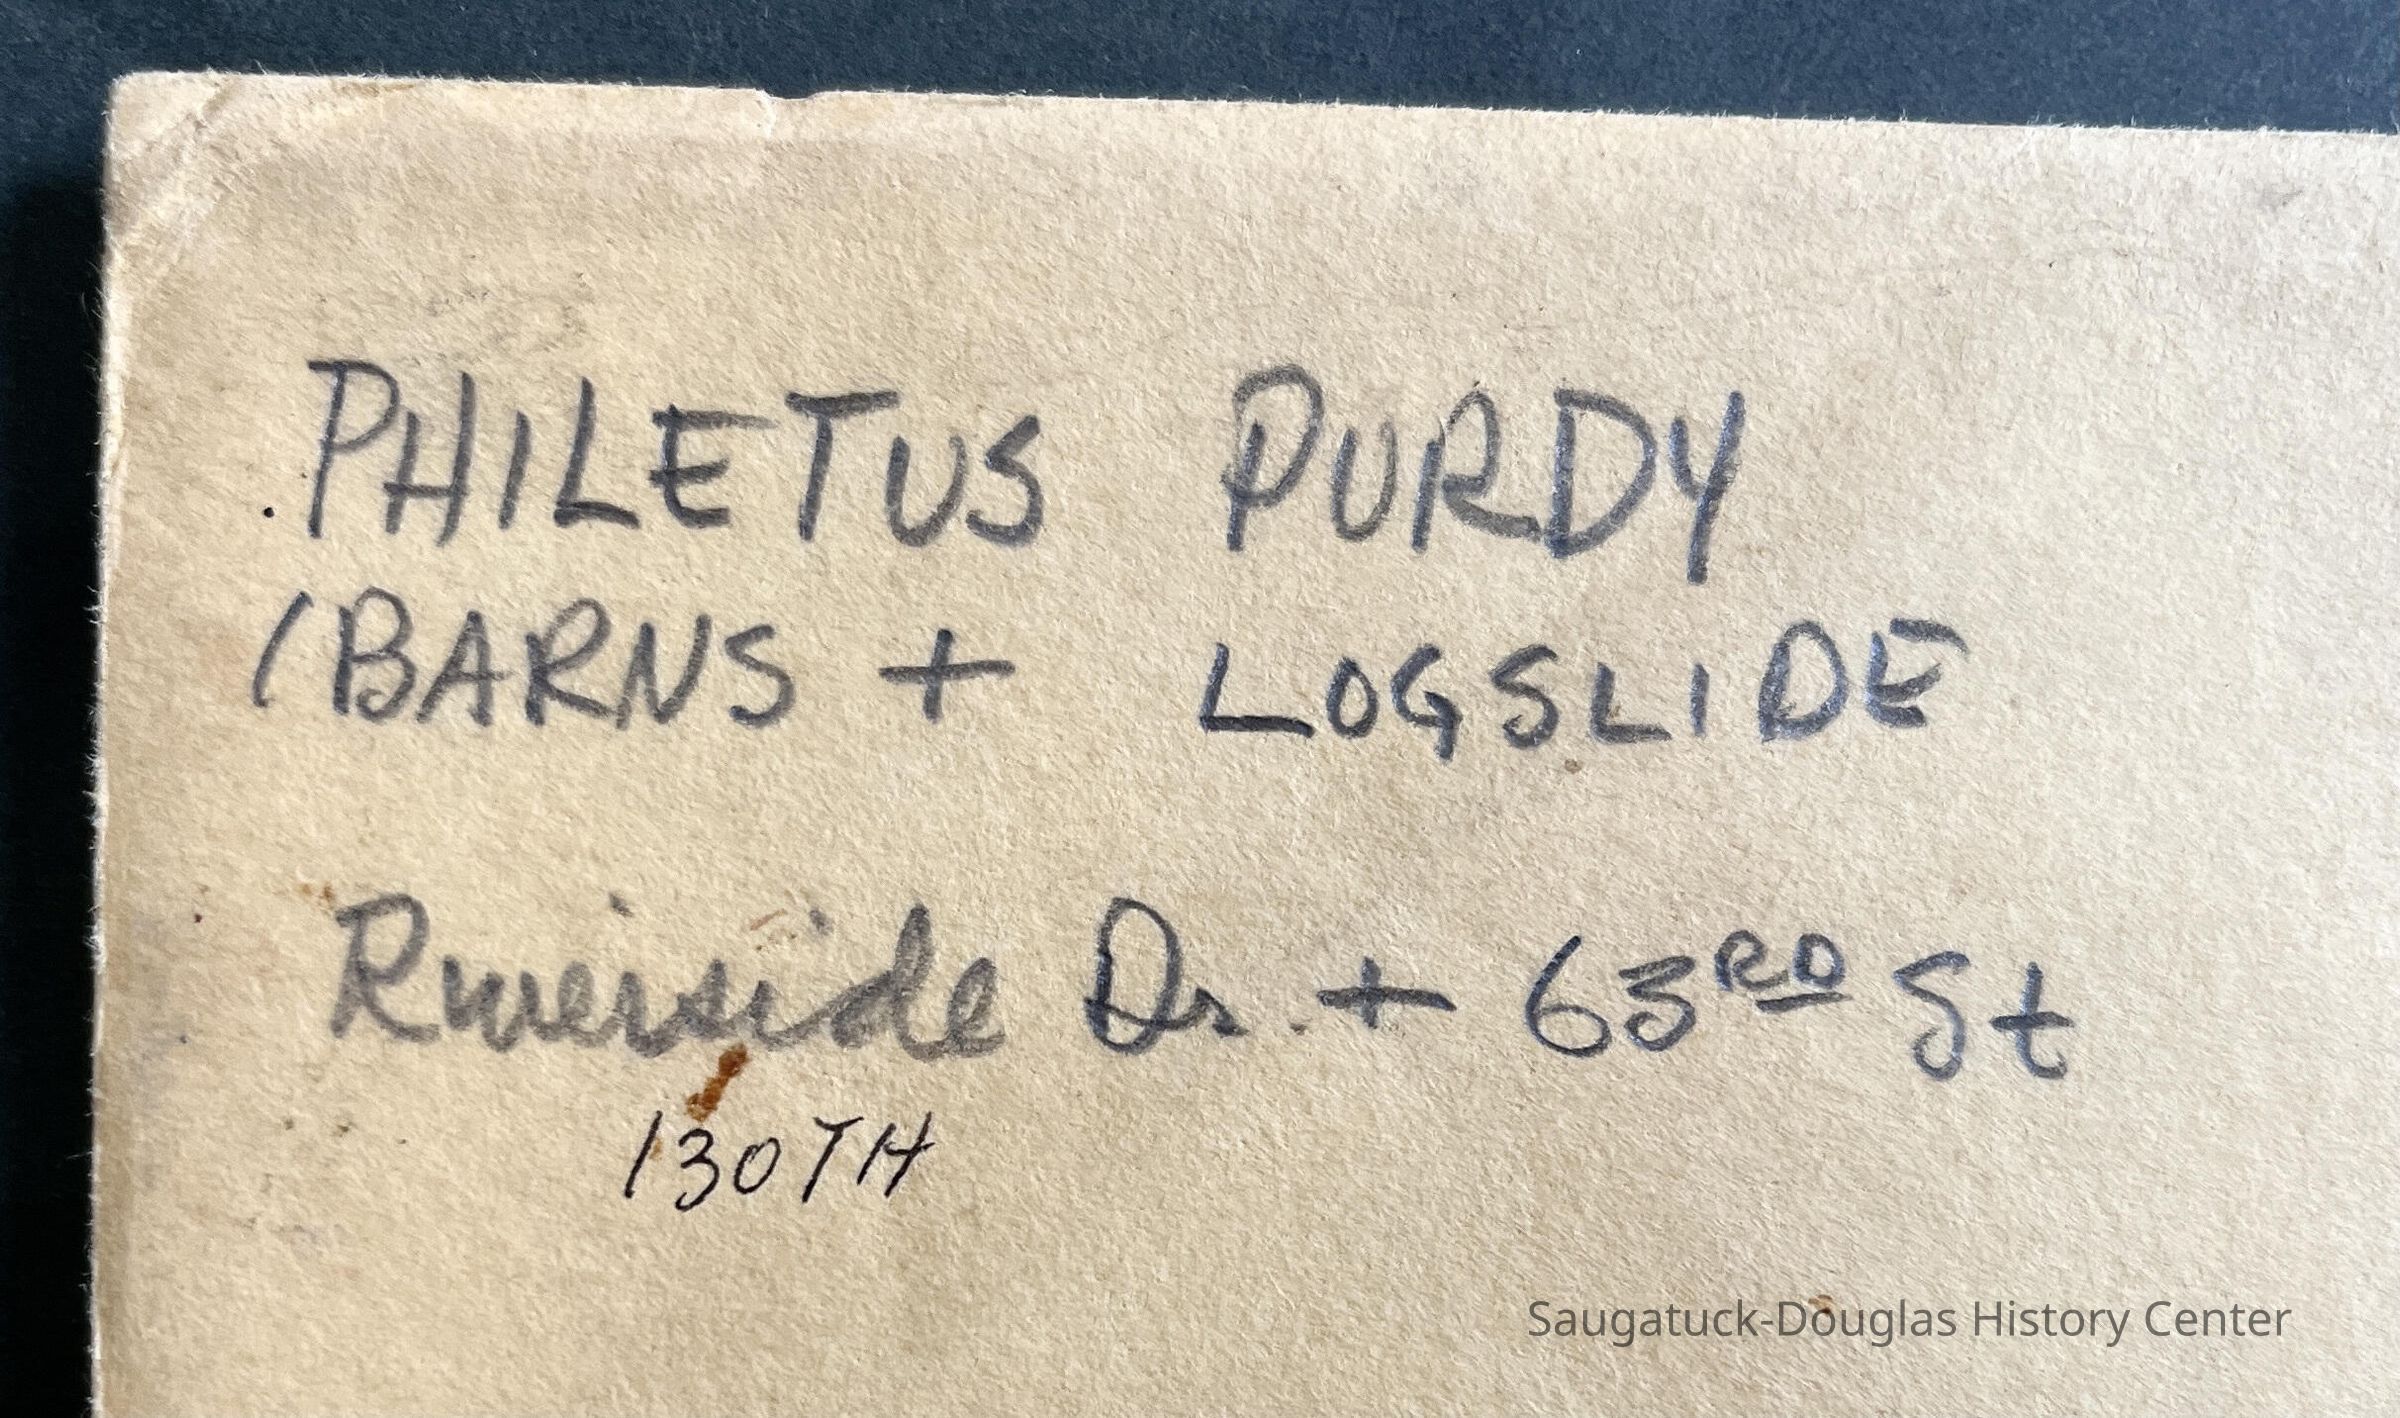 PHILETUS PURDY
(BARNS + LOGSLIDE
Riverside Dr. + 63RD St
130TH
Saugatuck-Douglas History Center